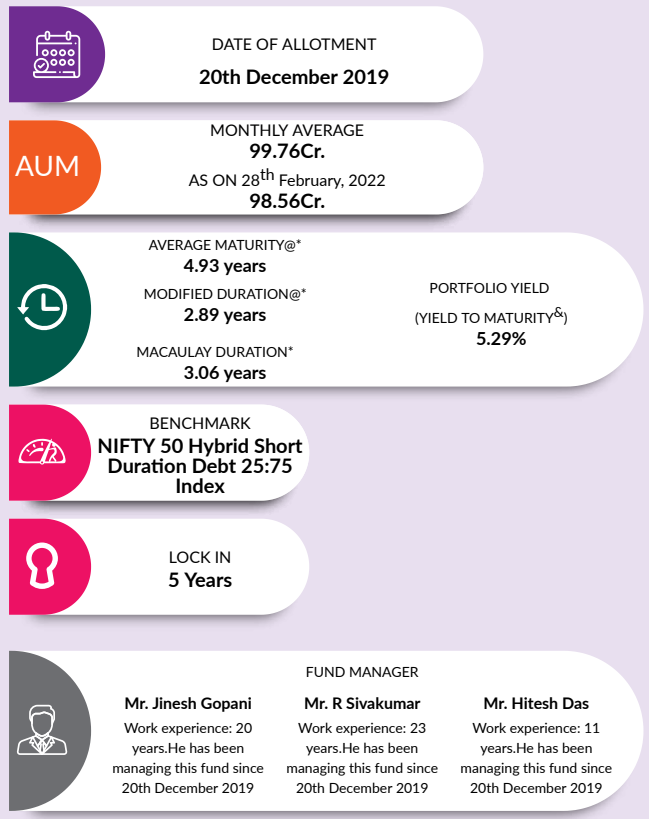 DATE OF ALLOTMENT
20th December 2019
AUM
MONTHLY AVERAGE
99.76Cr.
AS ON 28th February, 2022
98.56Cr.
AVERAGE MATURITY@*
4.93 years
MODIFIED DURATION@*
2.89 years
MACAULAY DURATION*
3.06 years
PORTFOLIO YIELD
(YIELD TO MATURITY&)
5.29%
BENCHMARK
NIFTY 50 Hybrid Short
Duration Debt 25:75
Index
LOCK IN
5 Years
FUND MANAGER
Mr. Jinesh Gopani
Work experience: 20
years.He has been
managing this fund since
20th December 2019
Mr. R Sivakumar
Work experience: 23
years.He has been
managing this fund since
20th December 2019
Mr. Hitesh Das
Work experience: 11
years.He has been
managing this fund since
20th December 2019